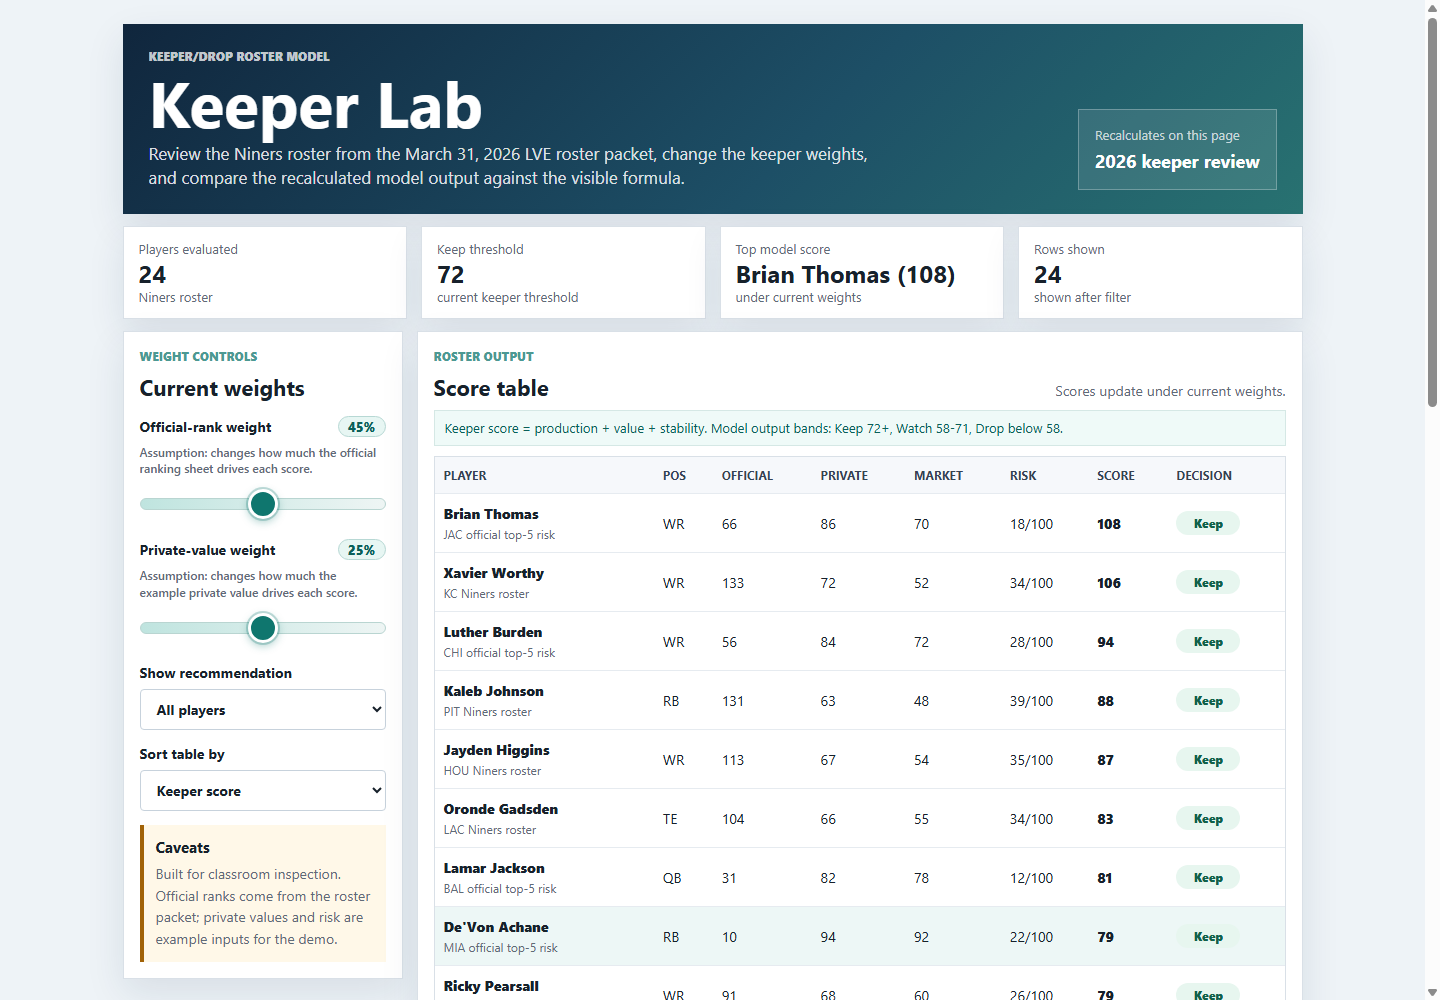 KEEPER/DROP ROSTER MODEL
Keeper Lab
Review the Niners roster from the March 31, 2026 LVE roster packet, change the keeper weights,
and compare the recalculated model output against the visible formula.
Recalculates on this page
2026 keeper review
Players evaluated
24
Niners roster
Keep threshold
72
current keeper threshold
Top model score
Brian Thomas (108)
under current weights
Rows shown
24
shown after filter
WEIGHT CONTROLS
Current weights
Official-rank weight 45%
Assumption: changes how much the official
ranking sheet drives each score.
Private-value weight 25%
Assumption: changes how much the
example private value drives each score.
Show recommendation
All players
Sort table by
Keeper score
Caveats
Built for classroom inspection.
Official ranks come from the roster
packet; private values and risk are
example inputs for the demo.
ROSTER OUTPUT
Score table
Scores update under current weights.
Keeper score = production + value + stability. Model output bands: Keep 72+, Watch 58-71, Drop below 58.
PLAYER POS OFFICIAL PRIVATE MARKET RISK SCORE DECISION
Brian Thomas
JAC official top-5 risk
WR 66 86 70 18/100 108 Keep
Xavier Worthy
KC Niners roster
WR 133 72 52 34/100 106 Keep
Luther Burden
CHI official top-5 risk
WR 56 84 72 28/100 94 Keep
Kaleb Johnson
PIT Niners roster
RB 131 63 48 39/100 88 Keep
Jayden Higgins
HOU Niners roster
WR 113 67 54 35/100 87 Keep
Oronde Gadsden
LAC Niners roster
TE 104 66 55 34/100 83 Keep
Lamar Jackson
BAL official top-5 risk
QB 31 82 78 12/100 81 Keep
De'Von Achane
MIA official top-5 risk
RB 10 94 92 22/100 79 Keep
Ricky Pearsall
WR 91 68 60 26/100 79 Keep